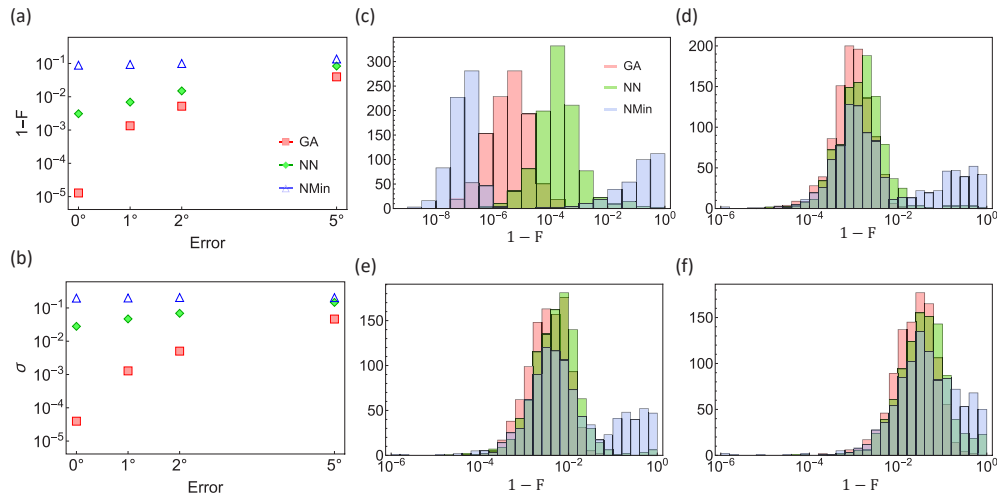 (a)
1−F
10⁻¹
10⁻²
10⁻³
10⁻⁴
10⁻⁵
GA
NN
NMin
0° 1° 2° 5°
Error
(b)
σ
10⁻¹
10⁻²
10⁻³
10⁻⁴
10⁻⁵
0° 1° 2° 5°
Error
(c)
300
250
200
150
100
50
0
GA
NN
NMin
10⁻⁸ 10⁻⁶ 10⁻⁴ 10⁻² 10⁰
1 − F
(d)
200
150
100
50
0
10⁻⁶ 10⁻⁴ 10⁻² 10⁰
1 − F
(e)
150
100
50
0
10⁻⁶ 10⁻⁴ 10⁻² 10⁰
1 − F
(f)
150
100
50
0
10⁻⁶ 10⁻⁴ 10⁻² 10⁰
1 − F